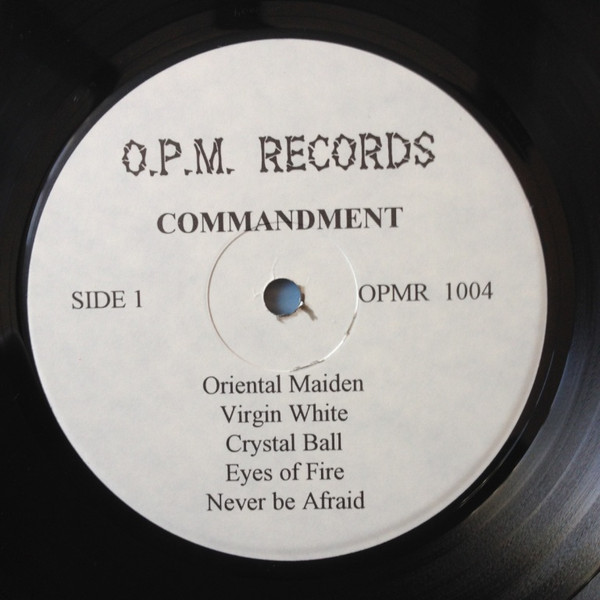 O.P.M. RECORDS
COMMANDMENT
SIDE 1
OPMR 1004
Oriental Maiden
Virgin White
Crystal Ball
Eyes of Fire
Never be Afraid